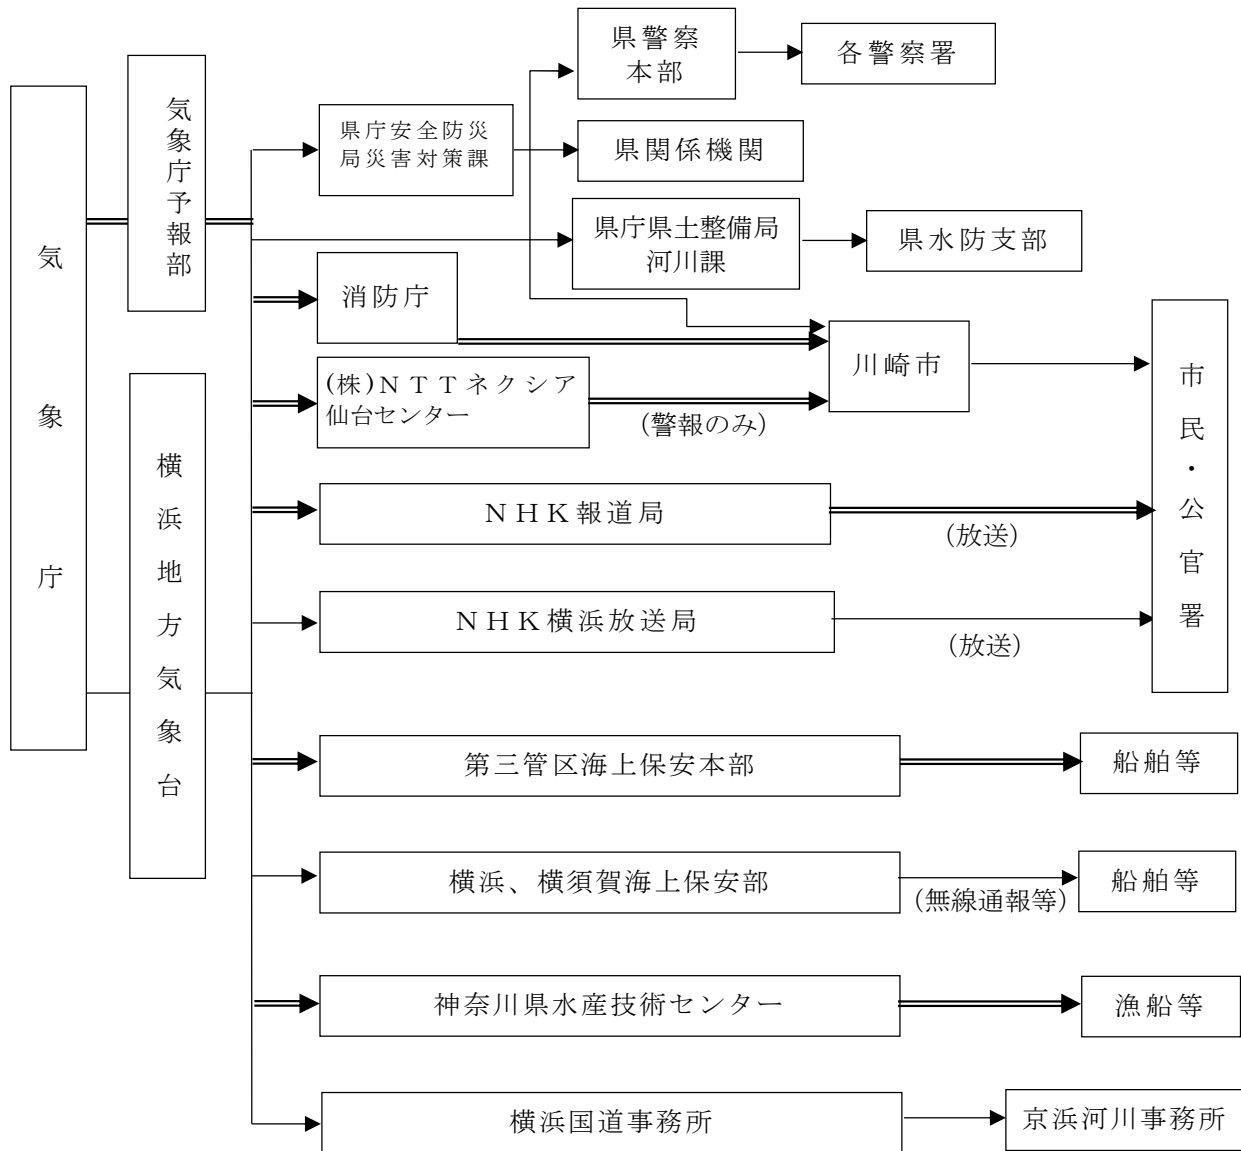 気象庁
気象庁予報部
横浜地方気象台
県警察
本部
各警察署
県庁安全防災
局災害対策課
県関係機関
県庁県土整備局
河川課
県水防支部
消防庁
川崎市
(株)ＮＴＴネクシア
仙台センター
(警報のみ)
市民・公官署
ＮＨＫ報道局
(放送)
ＮＨＫ横浜放送局
(放送)
第三管区海上保安本部
船舶等
横浜、横須賀海上保安部
(無線通報等)
船舶等
神奈川県水産技術センター
漁船等
横浜国道事務所
京浜河川事務所